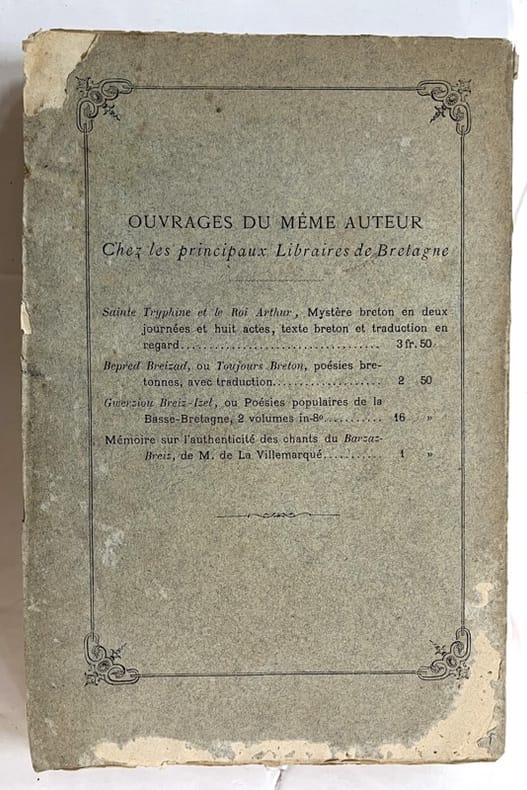 OUVRAGES DU MÊME AUTEUR
Chez les principaux Libraires de Bretagne
Sainte Tryphine et le Roi Arthur, Mystère breton en deux
journées et huit actes, texte breton et traduction en
regard.................................. 3 fr. 50
Bepred Breizad, ou Toujours Breton, poésies bre-
tonnes, avec traduction................... 2 50
Gwerziou Breiz-Izel, ou Poésies populaires de la
Basse-Bretagne, 2 volumes in-8º........... 16 »
Mémoire sur l'authenticité des chants du Barzaz-
Breiz, de M. de La Villemarqué........... 1 »